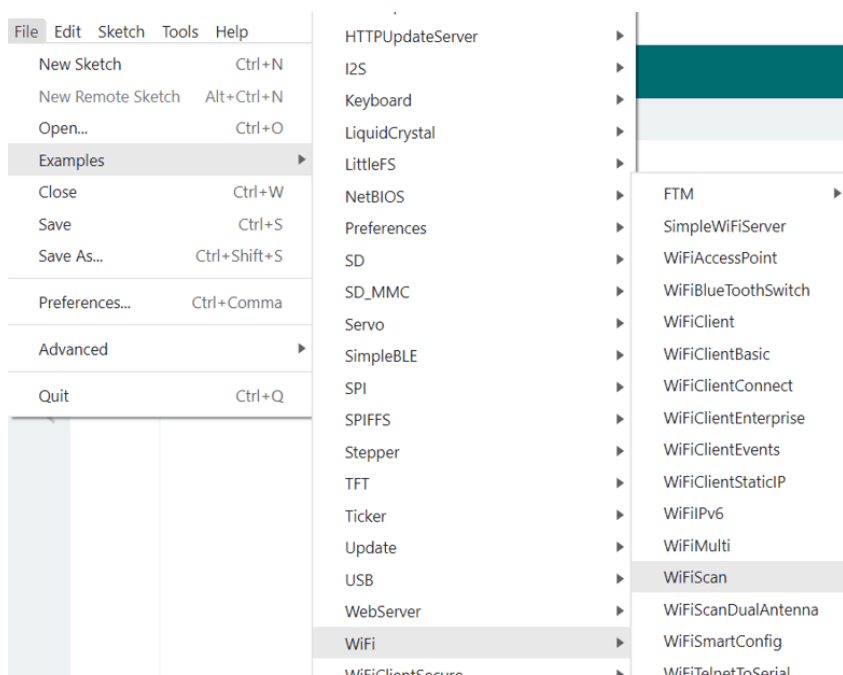 File Edit Sketch Tools Help
New Sketch Ctrl+N
New Remote Sketch Alt+Ctrl+N
Open... Ctrl+O
Examples
Close Ctrl+W
Save Ctrl+S
Save As... Ctrl+Shift+S
Preferences... Ctrl+Comma
Advanced
Quit Ctrl+Q
HTTPUpdateServer
I2S
Keyboard
LiquidCrystal
LittleFS
NetBIOS
Preferences
SD
SD_MMC
Servo
SimpleBLE
SPI
SPIFFS
Stepper
TFT
Ticker
Update
USB
WebServer
WiFi
WiFiClientSecure
FTM
SimpleWiFiServer
WiFiAccessPoint
WiFiBlueToothSwitch
WiFiClient
WiFiClientBasic
WiFiClientConnect
WiFiClientEnterprise
WiFiClientEvents
WiFiClientStaticIP
WiFiIPv6
WiFiMulti
WiFiScan
WiFiScanDualAntenna
WiFiSmartConfig
WiFiTelnetToSerial